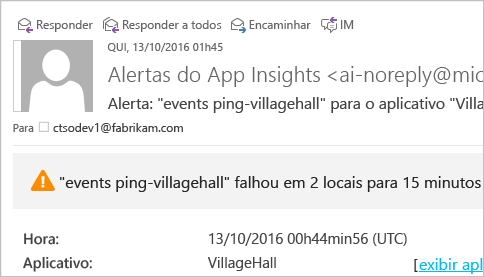 Responder Responder a todos Encaminhar IM
QUI, 13/10/2016 01h45
Alertas do App Insights <ai-noreply@mic
Alerta: "events ping-villagehall" para o aplicativo "Villa
Para ctsodev1@fabrikam.com
"events ping-villagehall" falhou em 2 locais para 15 minutos
Hora: 13/10/2016 00h44min56 (UTC)
Aplicativo: VillageHall [exibir apl